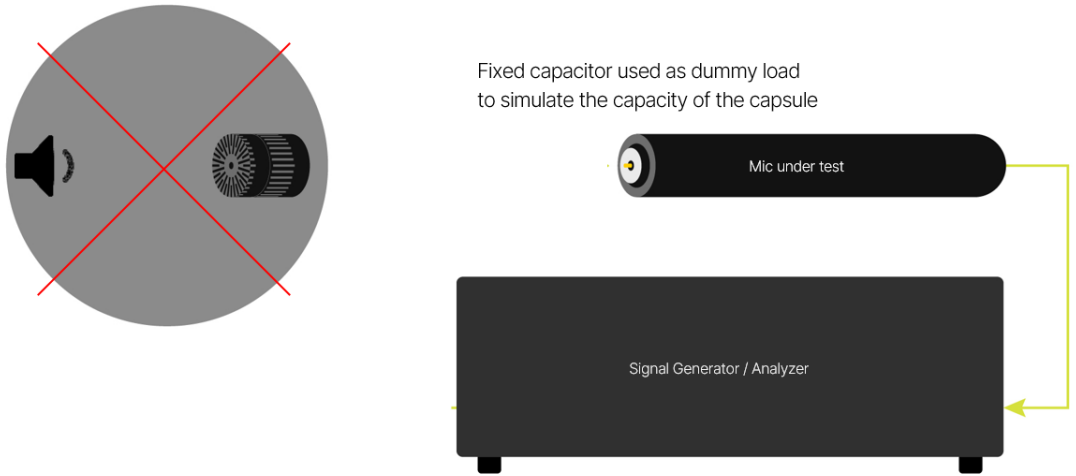 Fixed capacitor used as dummy load
to simulate the capacity of the capsule
Mic under test
Signal Generator / Analyzer